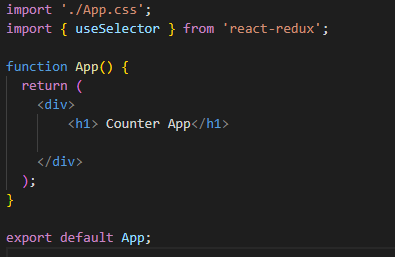 import './App.css';
import { useSelector } from 'react-redux';
function App() {
  return (
    <div>
        <h1> Counter App</h1>
    </div>
  );
}
export default App;